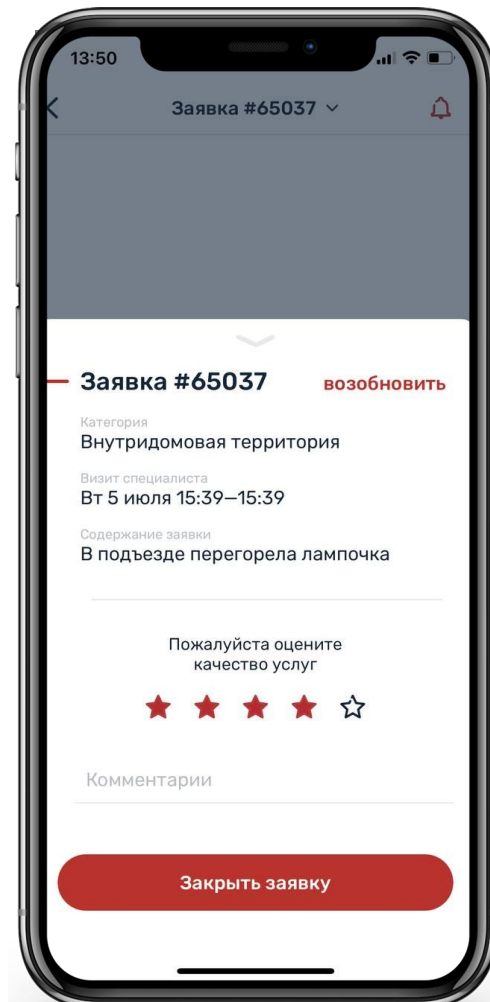 13:50
Заявка #65037
Заявка #65037
возобновить
Категория
Внутридомовая территория
Визит специалиста
Вт 5 июля 15:39—15:39
Содержание заявки
В подъезде перегорела лампочка
Пожалуйста оцените
качество услуг
Комментарии
Закрыть заявку